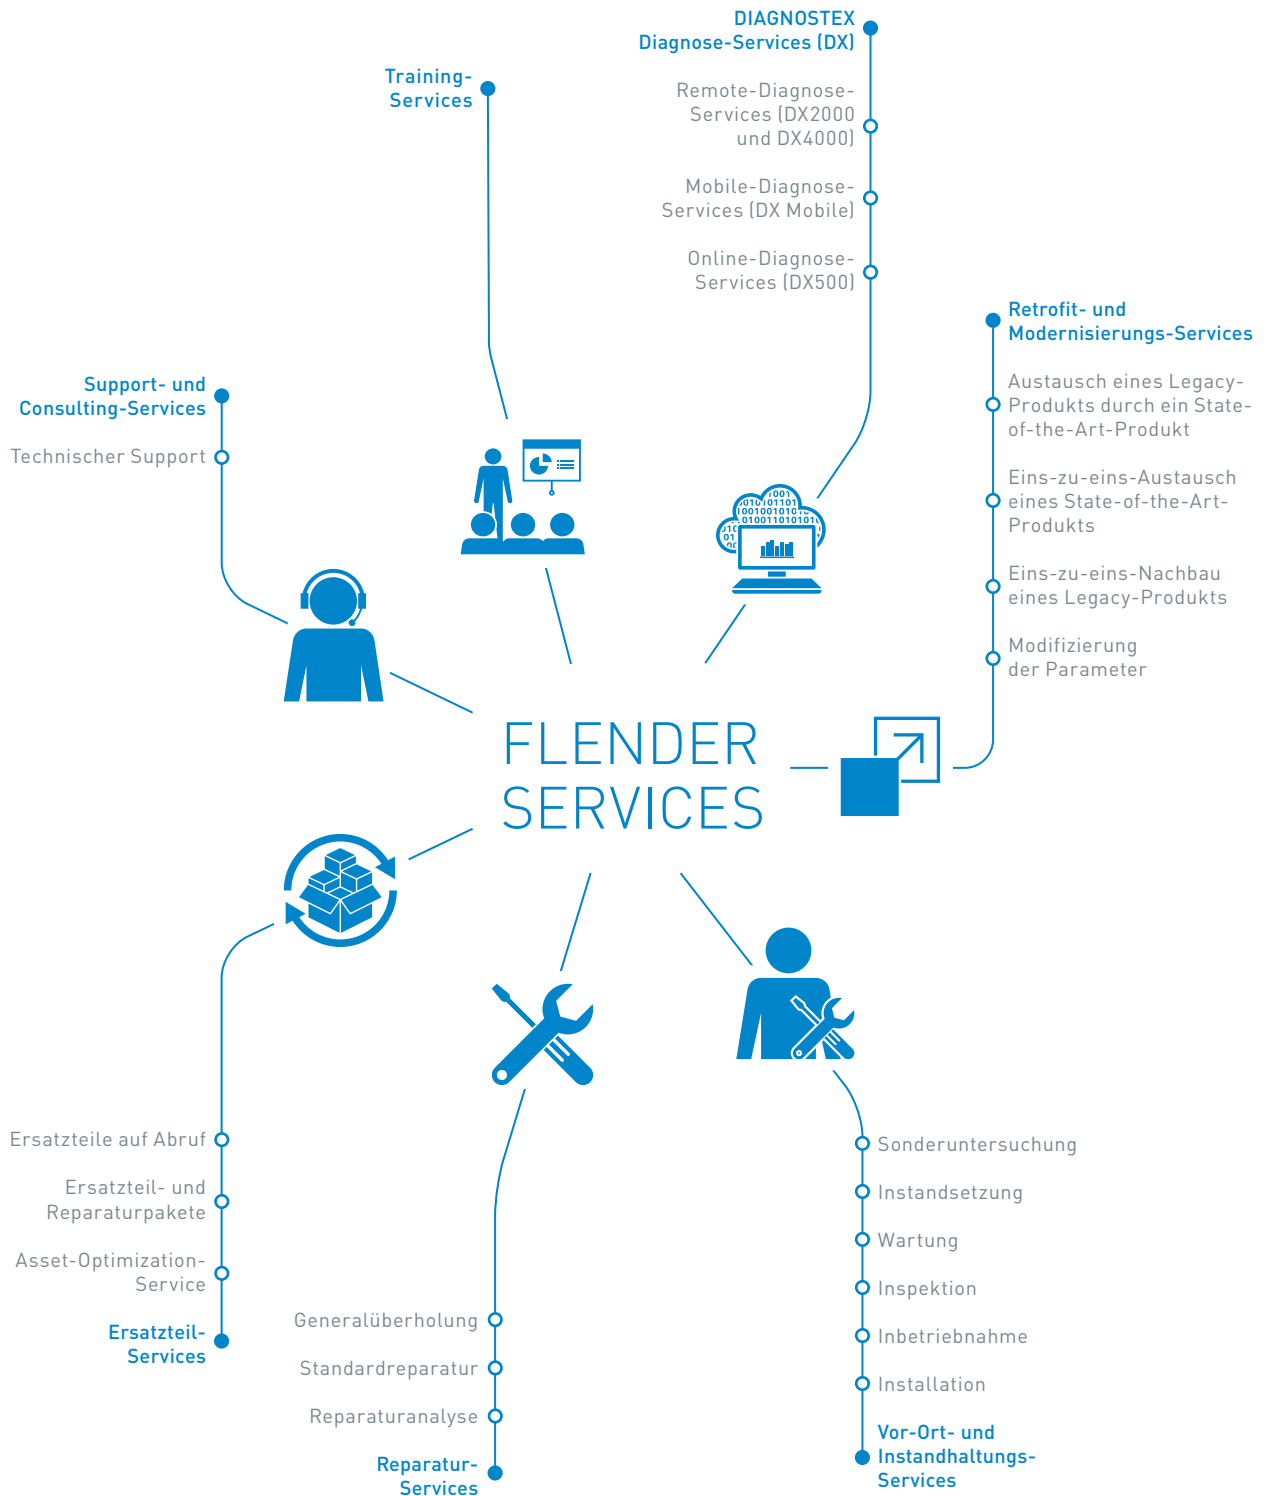 DIAGNOSTEX
Diagnose-Services (DX)
Remote-Diagnose-
Services (DX2000
und DX4000)
Mobile-Diagnose-
Services (DX Mobile)
Online-Diagnose-
Services (DX500)
Training-
Services
Retrofit- und
Modernisierungs-Services
Austausch eines Legacy-
Produkts durch ein State-
of-the-Art-Produkt
Eins-zu-eins-Austausch
eines State-of-the-Art-
Produkts
Eins-zu-eins-Nachbau
eines Legacy-Produkts
Modifizierung
der Parameter
Support- und
Consulting-Services
Technischer Support
FLENDER
SERVICES
Ersatzteile auf Abruf
Ersatzteil- und
Reparaturpakete
Asset-Optimization-
Service
Ersatzteil-
Services
Generalüberholung
Standardreparatur
Reparaturanalyse
Reparatur-
Services
Sonderuntersuchung
Instandsetzung
Wartung
Inspektion
Inbetriebnahme
Installation
Vor-Ort- und
Instandhaltungs-
Services